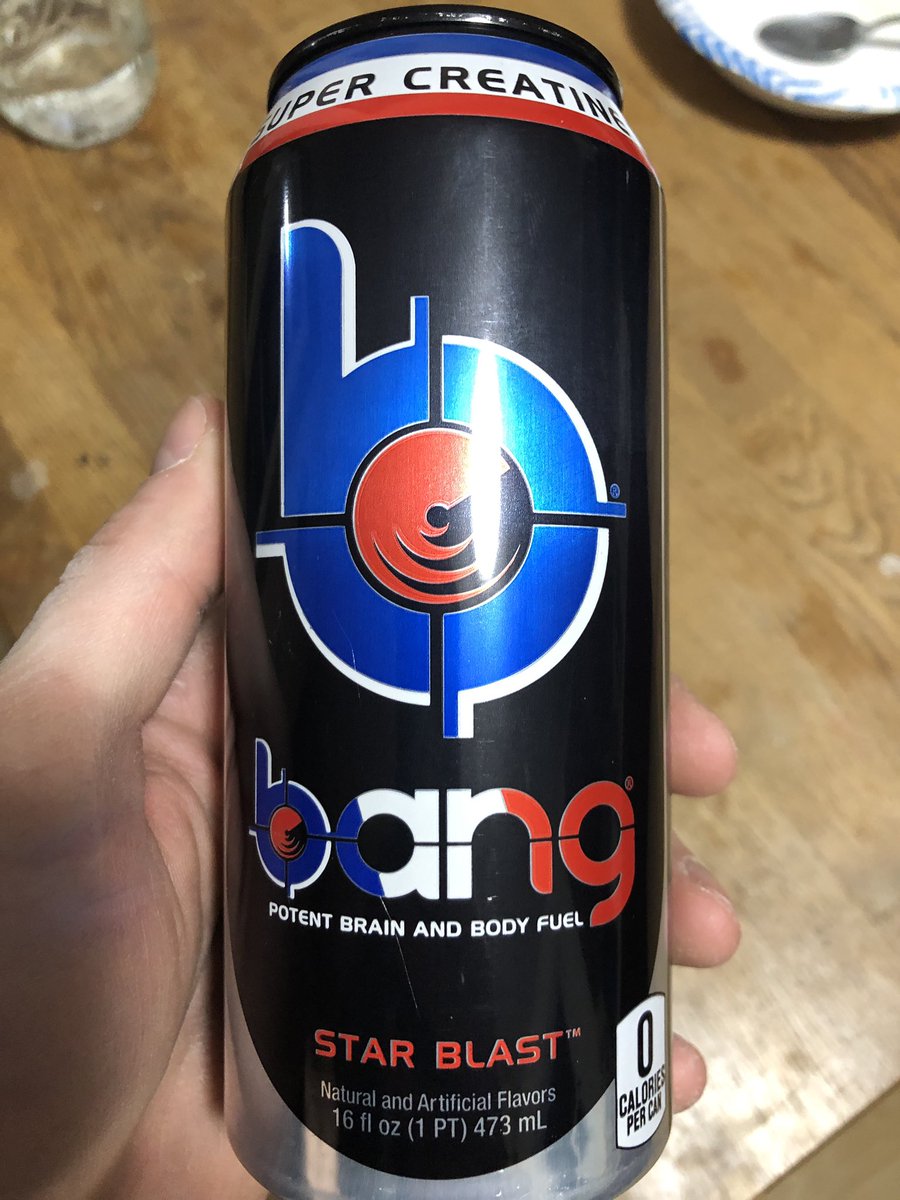 SUPER CREATINE
®
bang®
POTENT BRAIN AND BODY FUEL
STAR BLAST™
Natural and Artificial Flavors
16 fl oz (1 PT) 473 mL
0
CALORIES
PER CAN